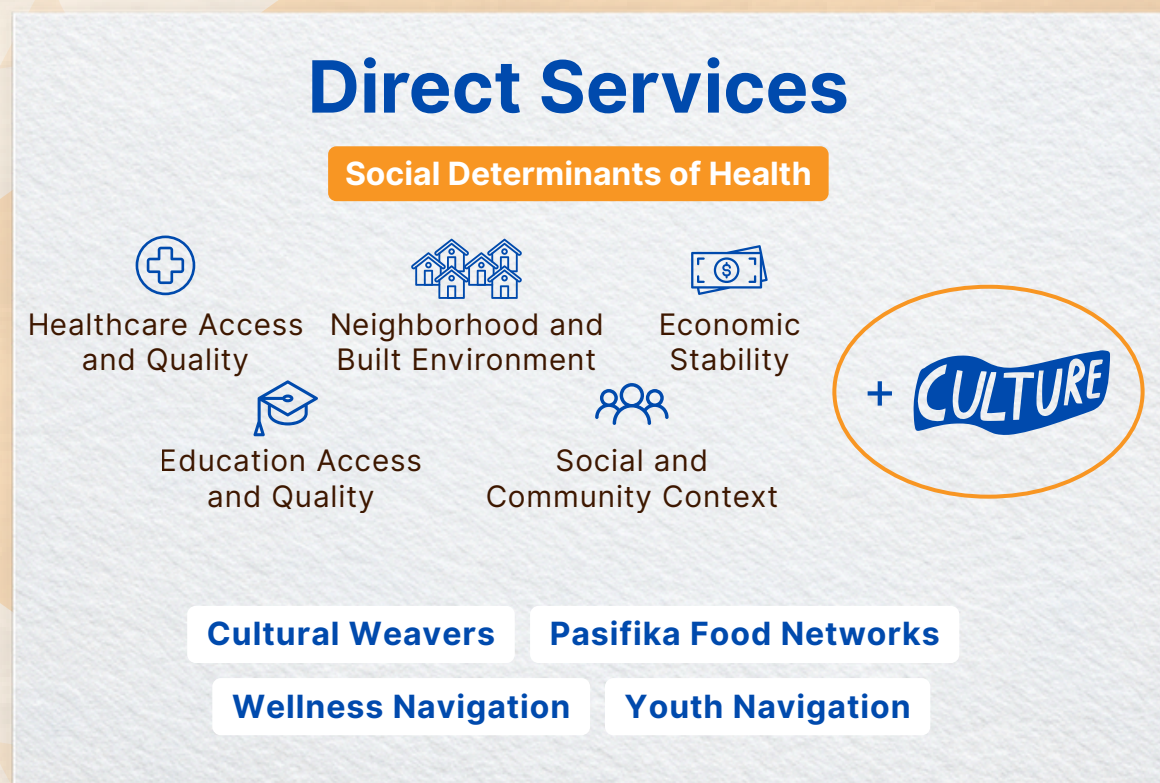 Direct Services
Social Determinants of Health
Healthcare Access
and Quality
Neighborhood and
Built Environment
Economic
Stability
Education Access
and Quality
Social and
Community Context
+ CULTURE
Cultural Weavers
Pasifika Food Networks
Wellness Navigation
Youth Navigation